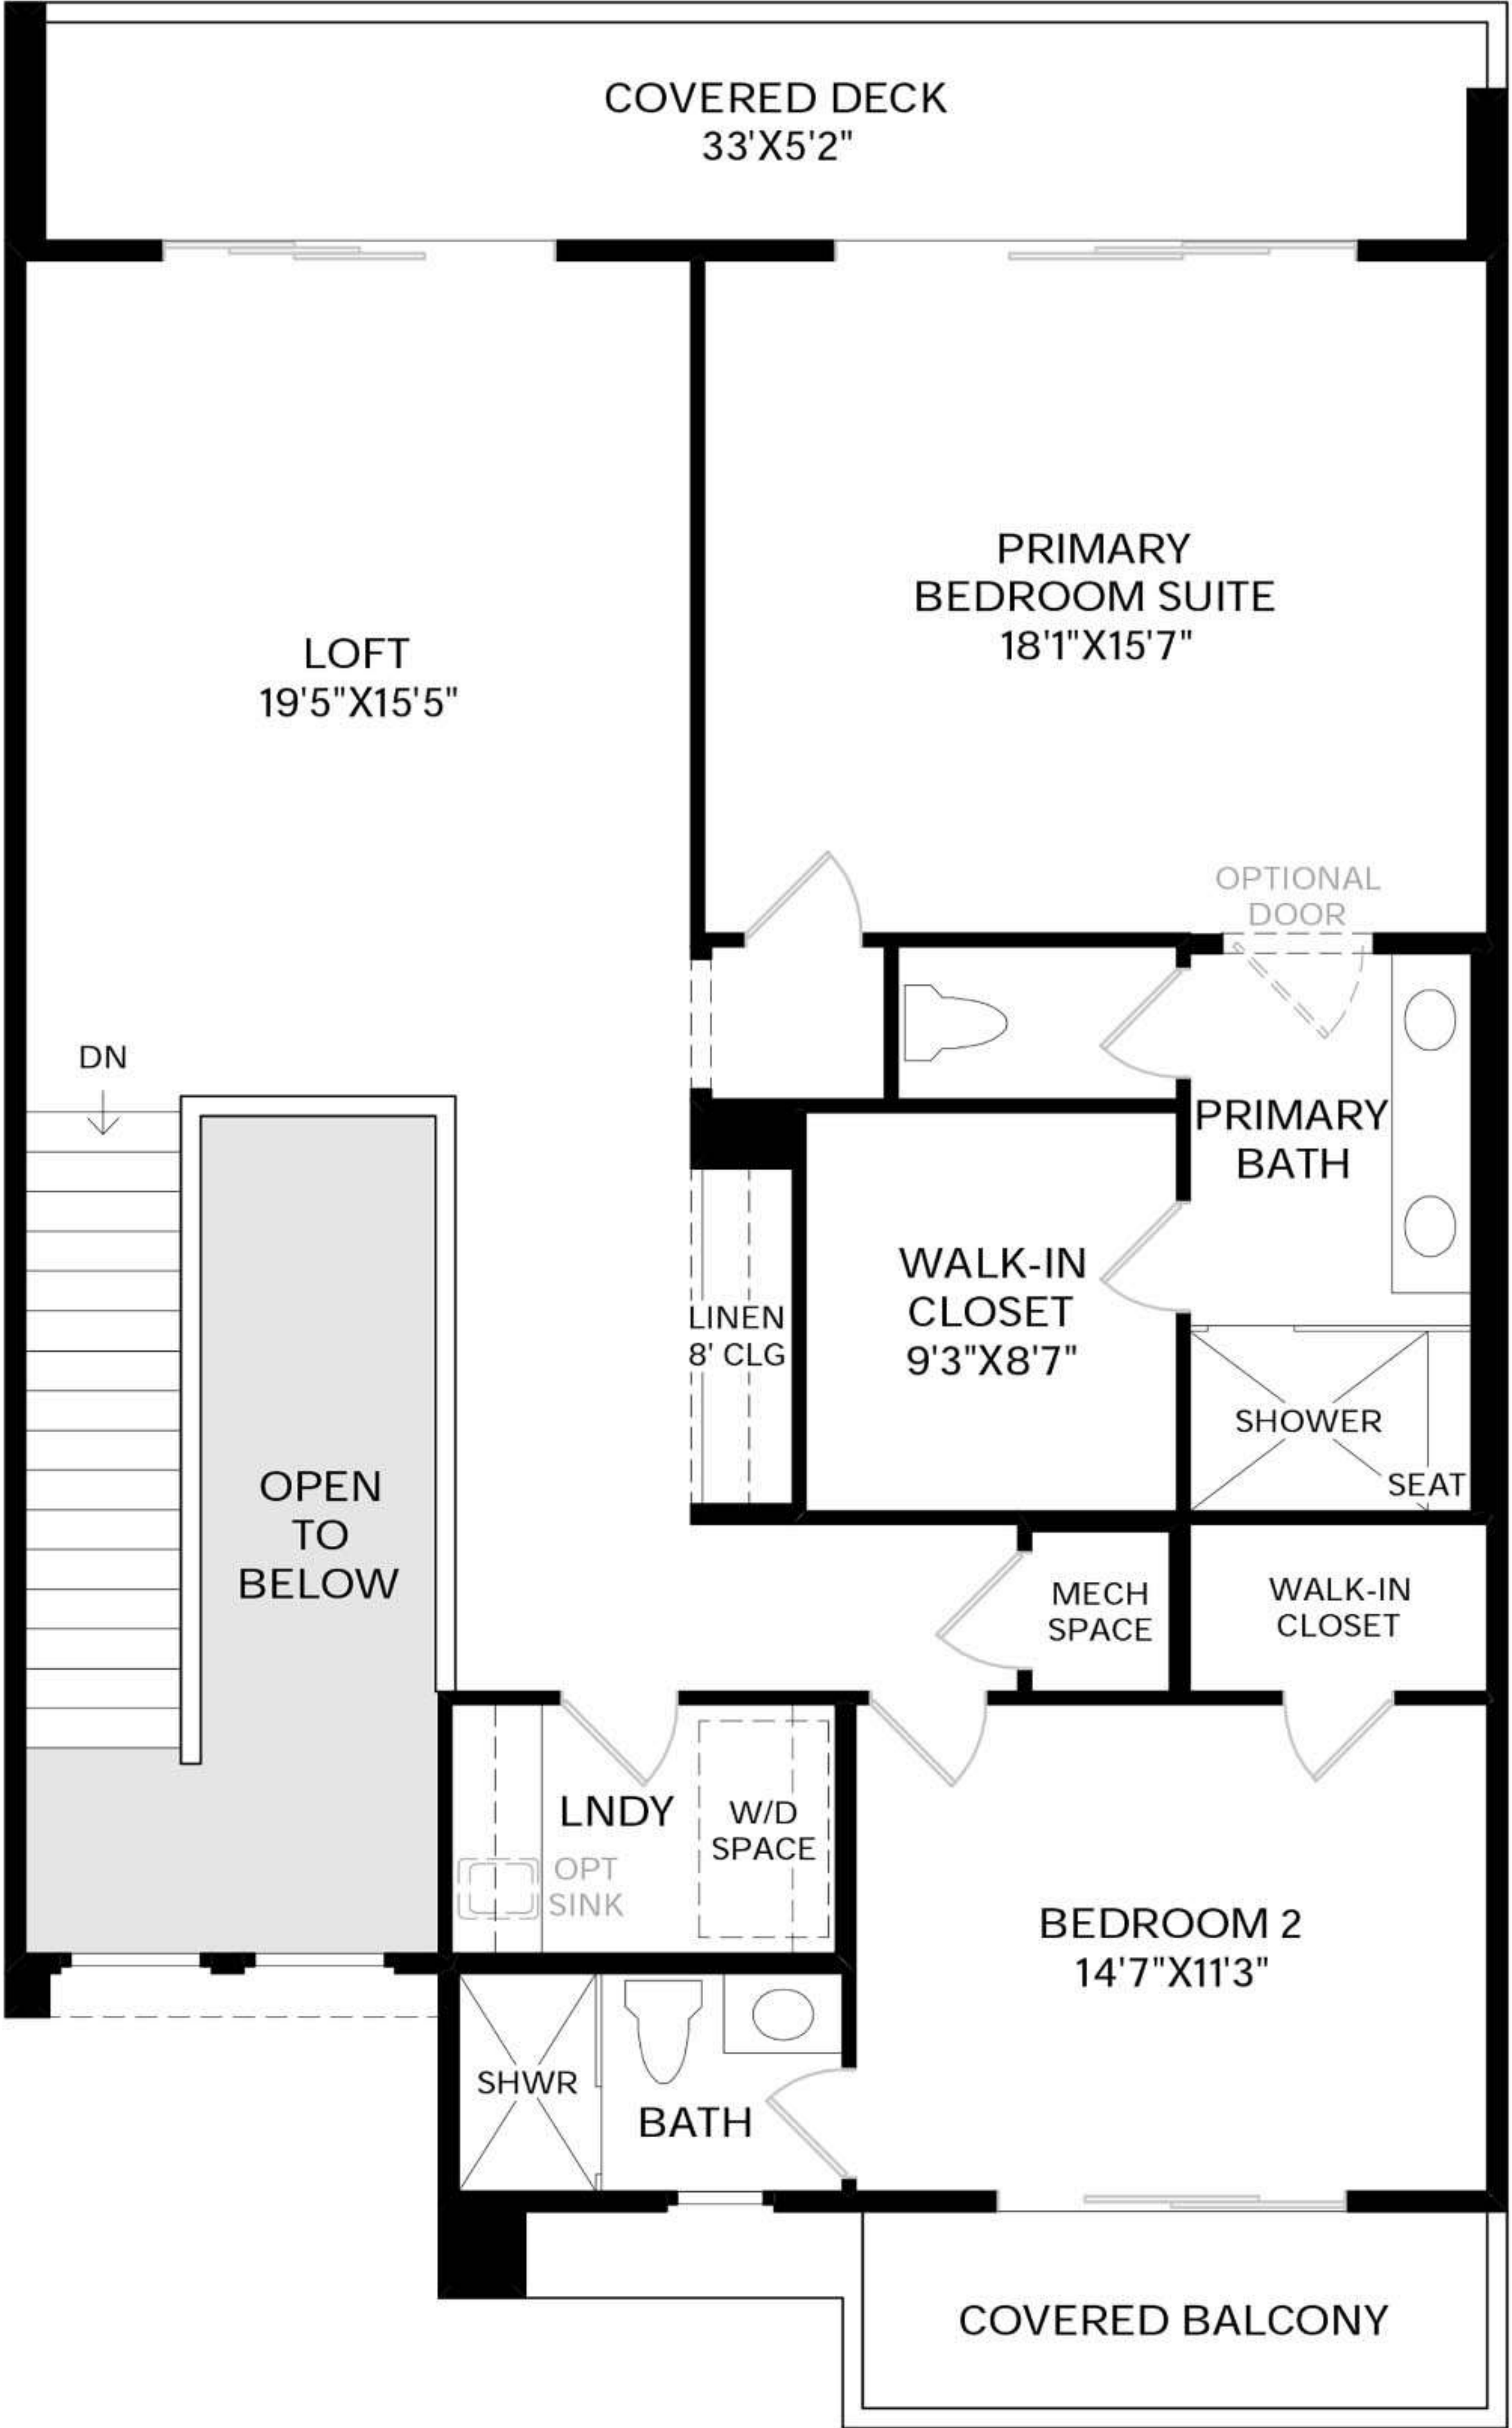 COVERED DECK
33'X5'2"
PRIMARY
BEDROOM SUITE
18'1"X15'7"
LOFT
19'5"X15'5"
OPTIONAL
DOOR
DN
PRIMARY
BATH
WALK-IN
CLOSET
9'3"X8'7"
LINEN
8' CLG
SHOWER
SEAT
OPEN
TO
BELOW
MECH
SPACE
WALK-IN
CLOSET
LNDY
W/D
SPACE
OPT
SINK
BEDROOM 2
14'7"X11'3"
SHWR
BATH
COVERED BALCONY